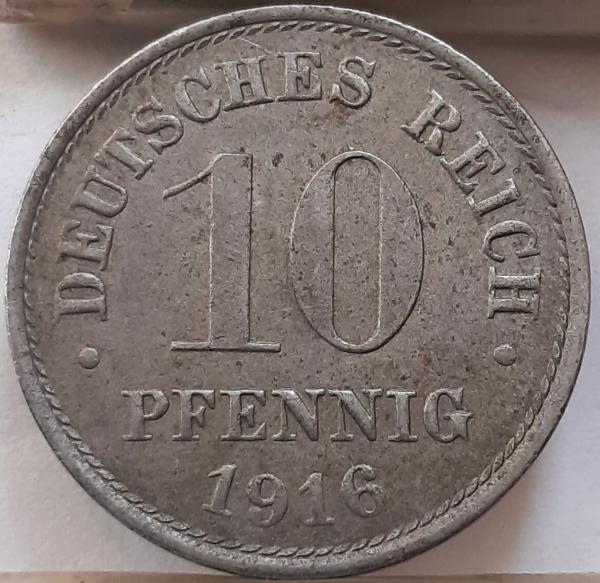 DEUTSCHES REICH
10
PFENNIG
1916